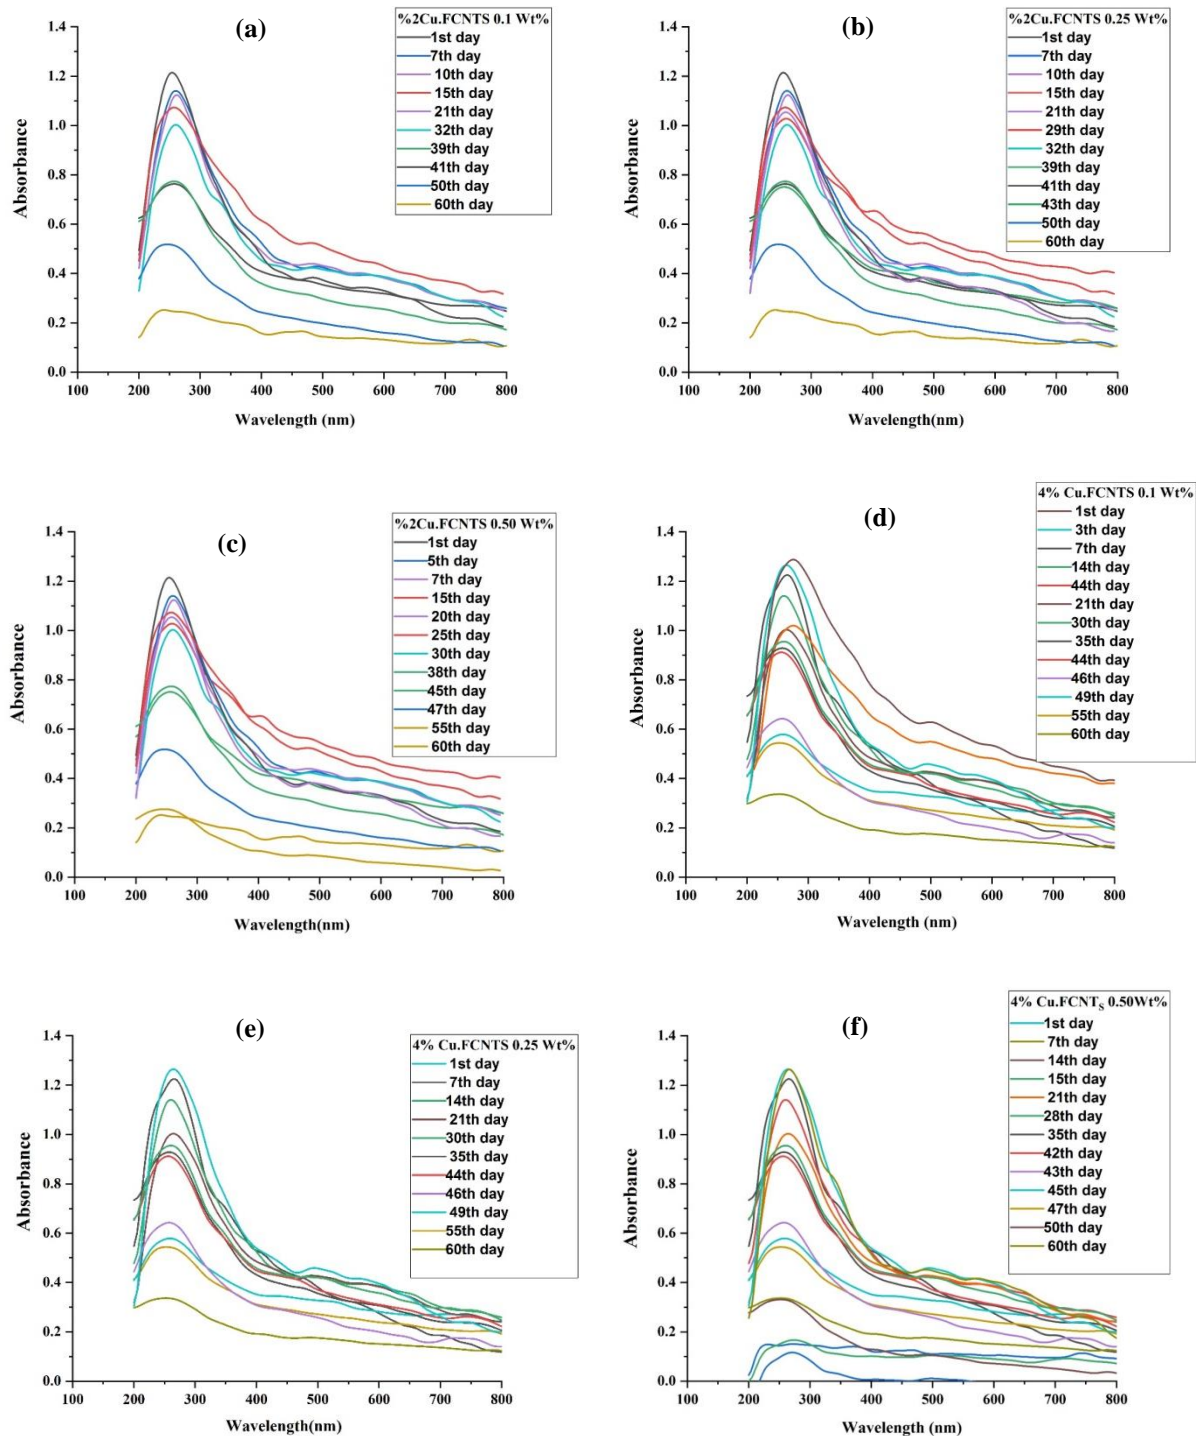 (a)
%2Cu.FCNTS 0.1 Wt%
1st day
7th day
10th day
15th day
21th day
32th day
39th day
41th day
50th day
60th day
1.4
1.2
1.0
0.8
0.6
0.4
0.2
0.0
Absorbance
100 200 300 400 500 600 700 800
Wavelength (nm)
(b)
%2Cu.FCNTS 0.25 Wt%
1st day
7th day
10th day
15th day
21th day
29th day
32th day
39th day
41th day
43th day
50th day
60th day
1.4
1.2
1.0
0.8
0.6
0.4
0.2
0.0
Absorbance
100 200 300 400 500 600 700 800
Wavelength(nm)
(c)
%2Cu.FCNTS 0.50 Wt%
1st day
5th day
7th day
15th day
20th day
25th day
30th day
38th day
45th day
47th day
55th day
60th day
1.4
1.2
1.0
0.8
0.6
0.4
0.2
0.0
Absorbance
100 200 300 400 500 600 700 800
Wavelength(nm)
(d)
4% Cu.FCNTS 0.1 Wt%
1st day
3th day
7th day
14th day
44th day
21th day
30th day
35th day
44th day
46th day
49th day
55th day
60th day
1.4
1.2
1.0
0.8
0.6
0.4
0.2
0.0
Absorbance
100 200 300 400 500 600 700 800
Wavelength (nm)
(e)
4% Cu.FCNTS 0.25 Wt%
1st day
7th day
14th day
21th day
30th day
35th day
44th day
46th day
49th day
55th day
60th day
1.4
1.2
1.0
0.8
0.6
0.4
0.2
0.0
Absorbance
100 200 300 400 500 600 700 800
Wavelength(nm)
(f)
4% Cu.FCNTS 0.50Wt%
1st day
7th day
14th day
15th day
21th day
28th day
35th day
42th day
43th day
45th day
47th day
50th day
60th day
1.4
1.2
1.0
0.8
0.6
0.4
0.2
0.0
Absorbance
100 200 300 400 500 600 700 800
Wavelength (nm)